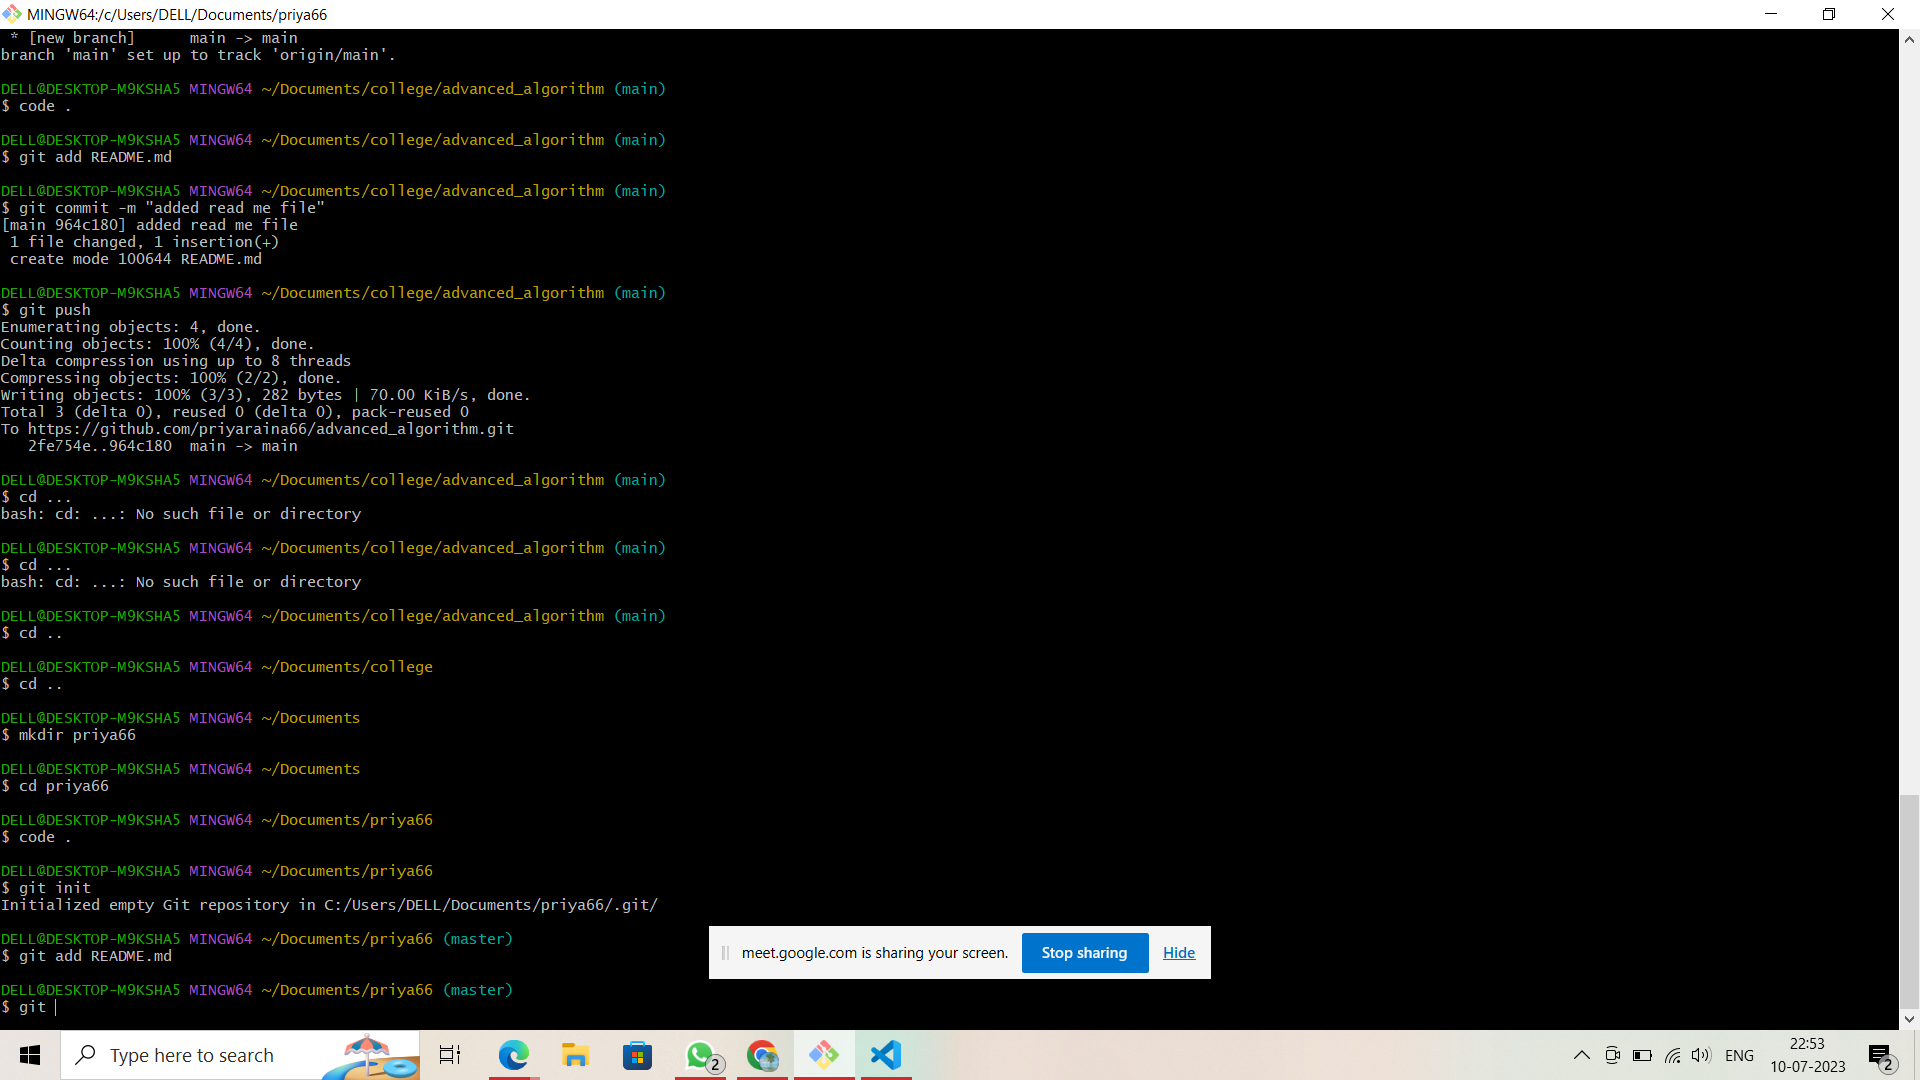 MINGW64:/c/Users/DELL/Documents/priya66
 * [new branch]      main -> main
branch 'main' set up to track 'origin/main'.
DELL@DESKTOP-M9KSHA5 MINGW64 ~/Documents/college/advanced_algorithm (main)
$ code .
DELL@DESKTOP-M9KSHA5 MINGW64 ~/Documents/college/advanced_algorithm (main)
$ git add README.md
DELL@DESKTOP-M9KSHA5 MINGW64 ~/Documents/college/advanced_algorithm (main)
$ git commit -m "added read me file"
[main 964c180] added read me file
 1 file changed, 1 insertion(+)
 create mode 100644 README.md
DELL@DESKTOP-M9KSHA5 MINGW64 ~/Documents/college/advanced_algorithm (main)
$ git push
Enumerating objects: 4, done.
Counting objects: 100% (4/4), done.
Delta compression using up to 8 threads
Compressing objects: 100% (2/2), done.
Writing objects: 100% (3/3), 282 bytes | 70.00 KiB/s, done.
Total 3 (delta 0), reused 0 (delta 0), pack-reused 0
To https://github.com/priyaraina66/advanced_algorithm.git
   2fe754e..964c180  main -> main
DELL@DESKTOP-M9KSHA5 MINGW64 ~/Documents/college/advanced_algorithm (main)
$ cd ...
bash: cd: ...: No such file or directory
DELL@DESKTOP-M9KSHA5 MINGW64 ~/Documents/college/advanced_algorithm (main)
$ cd ...
bash: cd: ...: No such file or directory
DELL@DESKTOP-M9KSHA5 MINGW64 ~/Documents/college/advanced_algorithm (main)
$ cd ..
DELL@DESKTOP-M9KSHA5 MINGW64 ~/Documents/college
$ cd ..
DELL@DESKTOP-M9KSHA5 MINGW64 ~/Documents
$ mkdir priya66
DELL@DESKTOP-M9KSHA5 MINGW64 ~/Documents
$ cd priya66
DELL@DESKTOP-M9KSHA5 MINGW64 ~/Documents/priya66
$ code .
DELL@DESKTOP-M9KSHA5 MINGW64 ~/Documents/priya66
$ git init
Initialized empty Git repository in C:/Users/DELL/Documents/priya66/.git/
DELL@DESKTOP-M9KSHA5 MINGW64 ~/Documents/priya66 (master)
$ git add README.md
DELL@DESKTOP-M9KSHA5 MINGW64 ~/Documents/priya66 (master)
$ git
meet.google.com is sharing your screen. Stop sharing Hide
Type here to search
2
ENG
22:53
10-07-2023
2